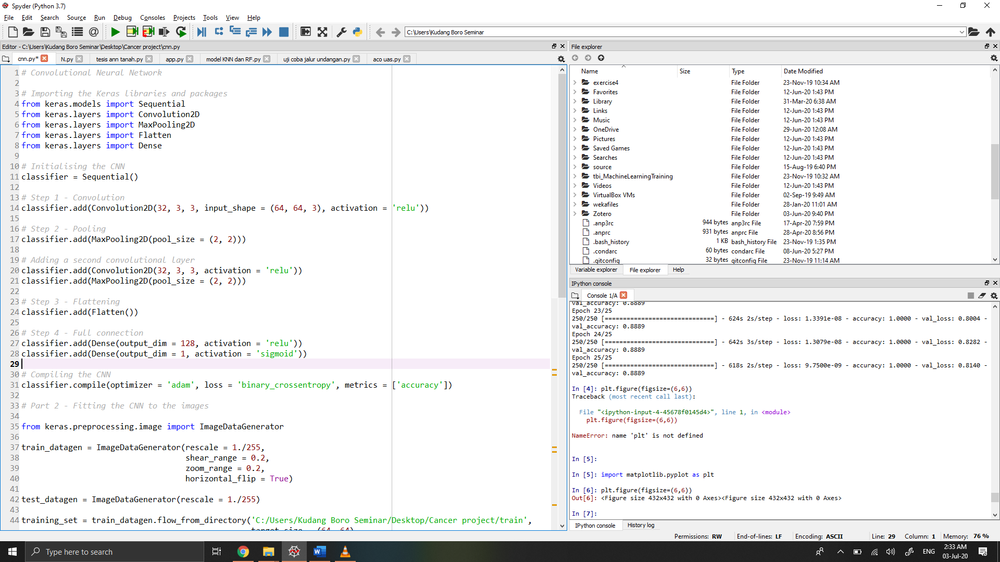 Spyder (Python 3.7)
File Edit Search Source Run Debug Consoles Projects Tools View Help
C:\Users\Kudang Boro Seminar
Editor - C:\Users\Kudang Boro Seminar\Desktop\Cancer project\cnn.py
cnn.py* N.py tesis ann tanah.py app.py model KNN dan RF.py uji coba jalur undangan.py aco uas.py
1 # Convolutional Neural Network
2
3 # Importing the Keras libraries and packages
4 from keras.models import Sequential
5 from keras.layers import Convolution2D
6 from keras.layers import MaxPooling2D
7 from keras.layers import Flatten
8 from keras.layers import Dense
9
10 # Initialising the CNN
11 classifier = Sequential()
12
13 # Step 1 - Convolution
14 classifier.add(Convolution2D(32, 3, 3, input_shape = (64, 64, 3), activation = 'relu'))
15
16 # Step 2 - Pooling
17 classifier.add(MaxPooling2D(pool_size = (2, 2)))
18
19 # Adding a second convolutional layer
20 classifier.add(Convolution2D(32, 3, 3, activation = 'relu'))
21 classifier.add(MaxPooling2D(pool_size = (2, 2)))
22
23 # Step 3 - Flattening
24 classifier.add(Flatten())
25
26 # Step 4 - Full connection
27 classifier.add(Dense(output_dim = 128, activation = 'relu'))
28 classifier.add(Dense(output_dim = 1, activation = 'sigmoid'))
29
30 # Compiling the CNN
31 classifier.compile(optimizer = 'adam', loss = 'binary_crossentropy', metrics = ['accuracy'])
32
33 # Part 2 - Fitting the CNN to the images
34
35 from keras.preprocessing.image import ImageDataGenerator
36
37 train_datagen = ImageDataGenerator(rescale = 1./255,
38 shear_range = 0.2,
39 zoom_range = 0.2,
40 horizontal_flip = True)
41
42 test_datagen = ImageDataGenerator(rescale = 1./255)
43
44 training_set = train_datagen.flow_from_directory('C:/Users/Kudang Boro Seminar/Desktop/Cancer project/train',
target_size = (64, 64),
File explorer
Name Size Type Date Modified
exercise4 File Folder 23-Nov-19 10:34 AM
Favorites File Folder 12-Jun-20 1:43 PM
Library File Folder 31-Mar-20 6:38 AM
Links File Folder 12-Jun-20 1:43 PM
Music File Folder 12-Jun-20 1:43 PM
OneDrive File Folder 29-Jun-20 12:08 AM
Pictures File Folder 12-Jun-20 1:43 PM
Saved Games File Folder 12-Jun-20 1:43 PM
Searches File Folder 12-Jun-20 1:43 PM
source File Folder 15-Aug-19 6:40 PM
tbi_MachineLearningTraining File Folder 23-Nov-19 10:32 AM
Videos File Folder 12-Jun-20 1:43 PM
VirtualBox VMs File Folder 02-Sep-19 9:49 AM
wekafiles File Folder 28-Jan-20 11:01 AM
Zotero File Folder 03-Jun-20 9:40 PM
.anp3rc 944 bytes anp3rc File 17-Apr-20 7:59 PM
.anprc 931 bytes anprc File 28-Apr-20 8:56 PM
.bash_history 1 KB bash_history File 23-Nov-19 1:35 PM
.condarc 60 bytes condarc File 08-Jun-20 5:27 PM
.gitconfig 32 bytes gitconfig File 23-Nov-19 11:14 AM
Variable explorer File explorer Help
IPython console
Console 1/A
val_accuracy: 0.8889
Epoch 23/25
250/250 [==============================] - 624s 2s/step - loss: 1.3391e-08 - accuracy: 1.0000 - val_loss: 0.8004 -
val_accuracy: 0.8889
Epoch 24/25
250/250 [==============================] - 642s 3s/step - loss: 1.3079e-08 - accuracy: 1.0000 - val_loss: 0.8282 -
val_accuracy: 0.8889
Epoch 25/25
250/250 [==============================] - 618s 2s/step - loss: 9.7500e-09 - accuracy: 1.0000 - val_loss: 0.8140 -
val_accuracy: 0.8889
In [4]: plt.figure(figsize=(6,6))
Traceback (most recent call last):
File "<ipython-input-4-45678f0145d4>", line 1, in <module>
plt.figure(figsize=(6,6))
NameError: name 'plt' is not defined
In [5]:
In [5]: import matplotlib.pyplot as plt
In [6]: plt.figure(figsize=(6,6))
Out[6]: <Figure size 432x432 with 0 Axes><Figure size 432x432 with 0 Axes>
In [7]:
IPython console History log
Permissions: RW End-of-lines: LF Encoding: ASCII Line: 29 Column: 1 Memory: 76 %
Type here to search
ENG
2:33 AM
03-Jul-20